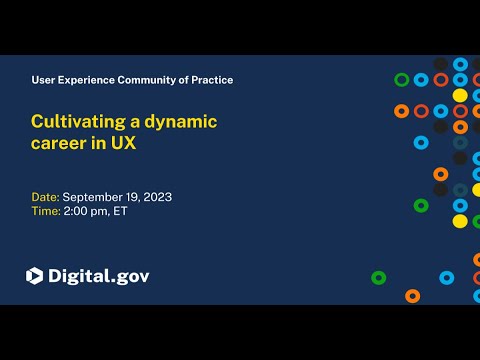 User Experience Community of Practice
Cultivating a dynamic
career in UX
Date: September 19, 2023
Time: 2:00 pm, ET
Digital.gov